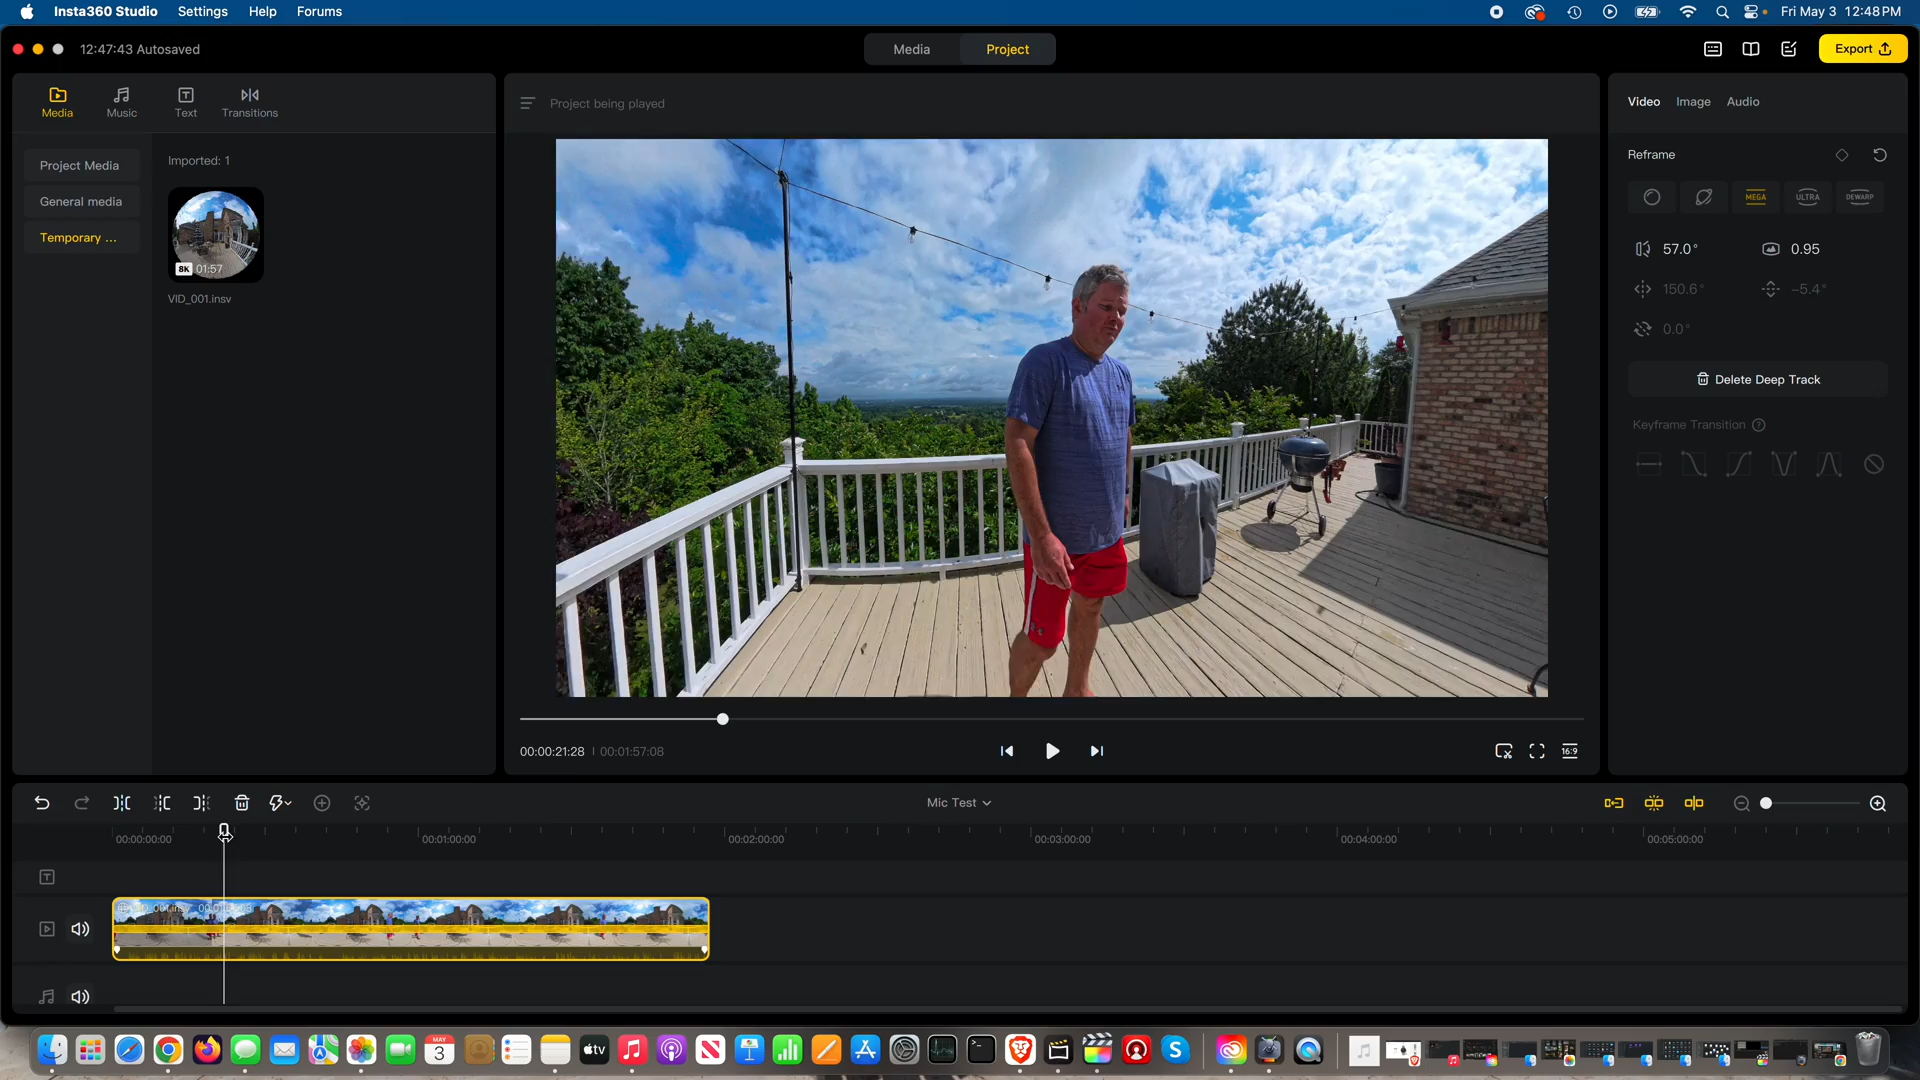 Insta360 Studio Settings Help Forums
Fri May 3 12:48 PM
12:47:43 Autosaved
Media Project
Export
Media Music Text Transitions
Project Media
General media
Temporary ...
Imported: 1
8K 01:57
VID_001.insv
Project being played
00:00:21:28 | 00:01:57:08
16:9
Video Image Audio
Reframe
MEGA ULTRA DEWARP
57.0° 0.95
150.6° -5.4°
0.0°
Delete Deep Track
Keyframe Transition ?
Mic Test
00:00:00:00 00:01:00:00 00:02:00:00 00:03:00:00 00:04:00:00 00:05:00:00
T
MAY
3
tv